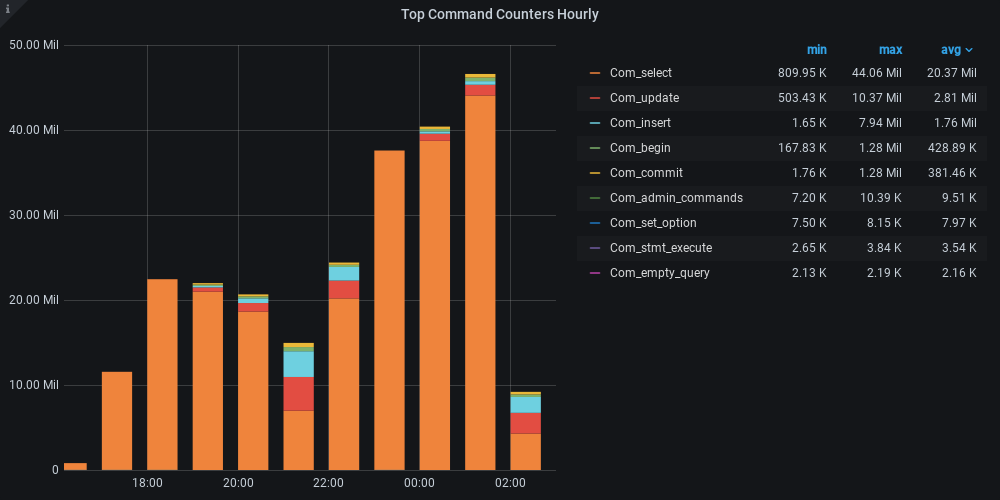 i
Top Command Counters Hourly
50.00 Mil
40.00 Mil
30.00 Mil
20.00 Mil
10.00 Mil
0
18:00 20:00 22:00 00:00 02:00
min max avg
Com_select 809.95 K 44.06 Mil 20.37 Mil
Com_update 503.43 K 10.37 Mil 2.81 Mil
Com_insert 1.65 K 7.94 Mil 1.76 Mil
Com_begin 167.83 K 1.28 Mil 428.89 K
Com_commit 1.76 K 1.28 Mil 381.46 K
Com_admin_commands 7.20 K 10.39 K 9.51 K
Com_set_option 7.50 K 8.15 K 7.97 K
Com_stmt_execute 2.65 K 3.84 K 3.54 K
Com_empty_query 2.13 K 2.19 K 2.16 K